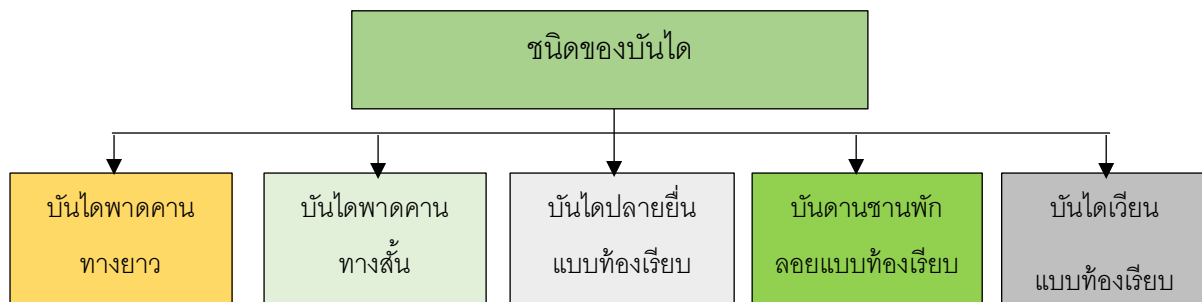 ชนิดของบันได
บันไดพาดคาน
ทางยาว
บันไดพาดคาน
ทางสั้น
บันไดปลายยื่น
แบบท้องเรียบ
บันดานชานพัก
ลอยแบบท้องเรียบ
บันไดเวียน
แบบท้องเรียบ